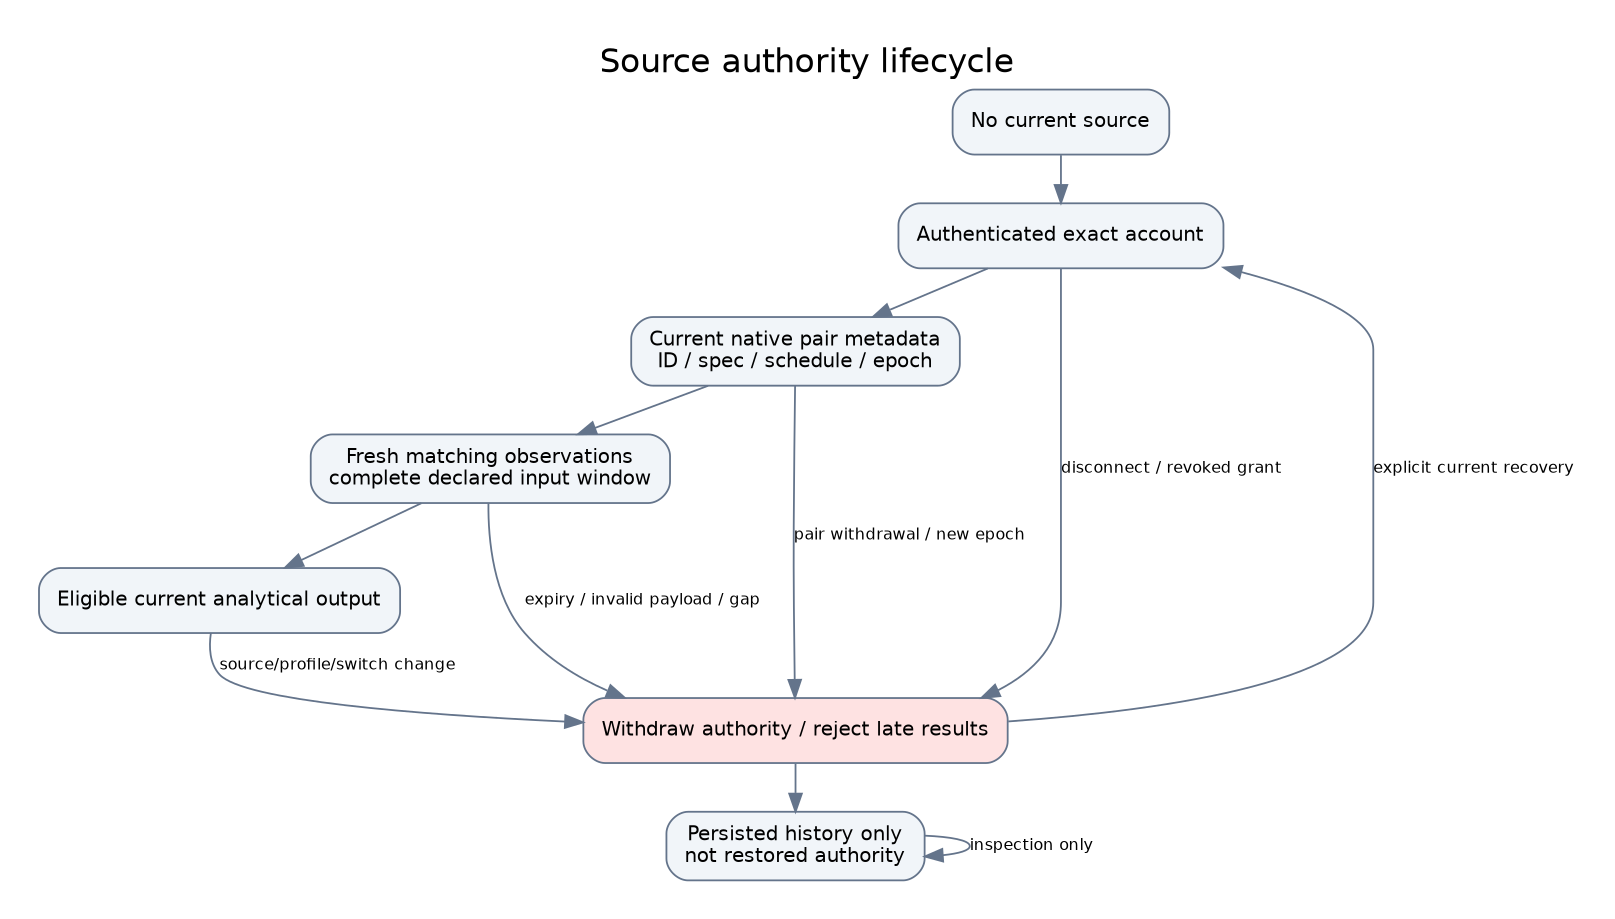 Source authority lifecycle
No current source
Authenticated exact account
Current native pair metadata
ID / spec / schedule / epoch
Fresh matching observations
complete declared input window
disconnect / revoked grant
explicit current recovery
pair withdrawal / new epoch
Eligible current analytical output
expiry / invalid payload / gap
source/profile/switch change
Withdraw authority / reject late results
Persisted history only
not restored authority
inspection only